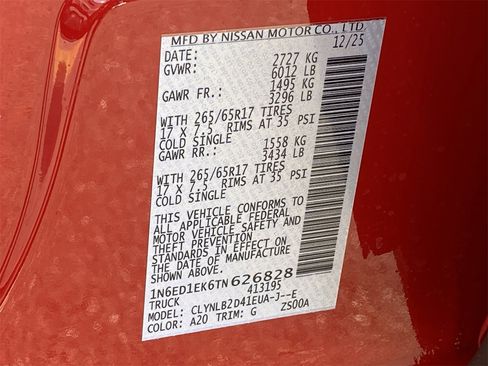 MFD BY NISSAN MOTOR CO., LTD.
DATE: 12/25
GVWR: 2727 KG
6012 LB
GAWR FR.: 1495 KG
3296 LB
WITH 265/65R17 TIRES
17 X 7.5 RIMS AT 35 PSI
COLD SINGLE
GAWR RR.: 1558 KG
3434 LB
WITH 265/65R17 TIRES
17 X 7.5 RIMS AT 35 PSI
COLD SINGLE
THIS VEHICLE CONFORMS TO
ALL APPLICABLE FEDERAL
MOTOR VEHICLE SAFETY AND
THEFT PREVENTION
STANDARDS IN EFFECT ON
THE DATE OF MANUFACTURE
SHOWN ABOVE.
1N6ED1EK6TN626828
TRUCK 413195
MODEL: CLYNLB2D41EUA-J--E
COLOR: A20 TRIM: G ZS00A